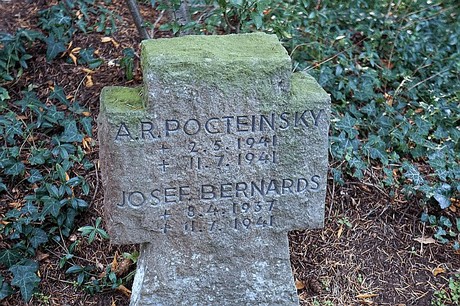 A.R. POCTEINSKY
+ 2.5.1941
+ 11.7.1941
JOSEF. BERNARDS
+ 8.4.1937
+ 11.7.1941